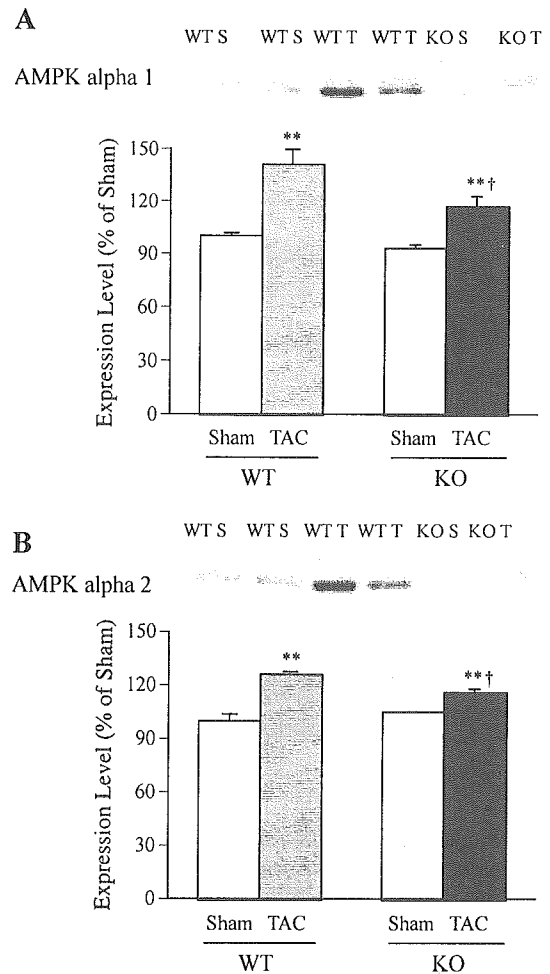 A
WT S WT S WT T WT T KO S KO T
AMPK alpha 1
Expression Level (% of Sham)
150
120
90
60
30
0
**
**†
Sham TAC Sham TAC
WT KO
B
WT S WT S WT T WT T KO S KO T
AMPK alpha 2
Expression Level (% of Sham)
150
120
90
60
30
0
**
**†
Sham TAC Sham TAC
WT KO